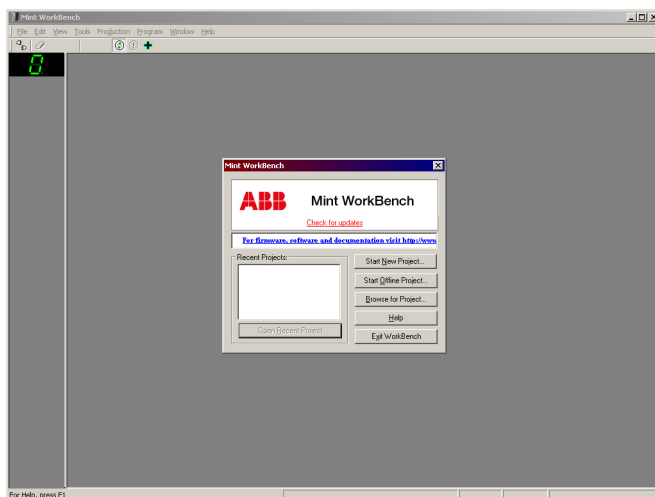 Mint WorkBench
File Edit View Tools Production Program Window Help
Mint WorkBench
ABB Mint WorkBench
Check for updates
For firmware, software and documentation visit http://www
Recent Projects:
Start New Project...
Start Offline Project...
Browse for Project...
Help
Open Recent Project
Exit WorkBench
For Help, press F1